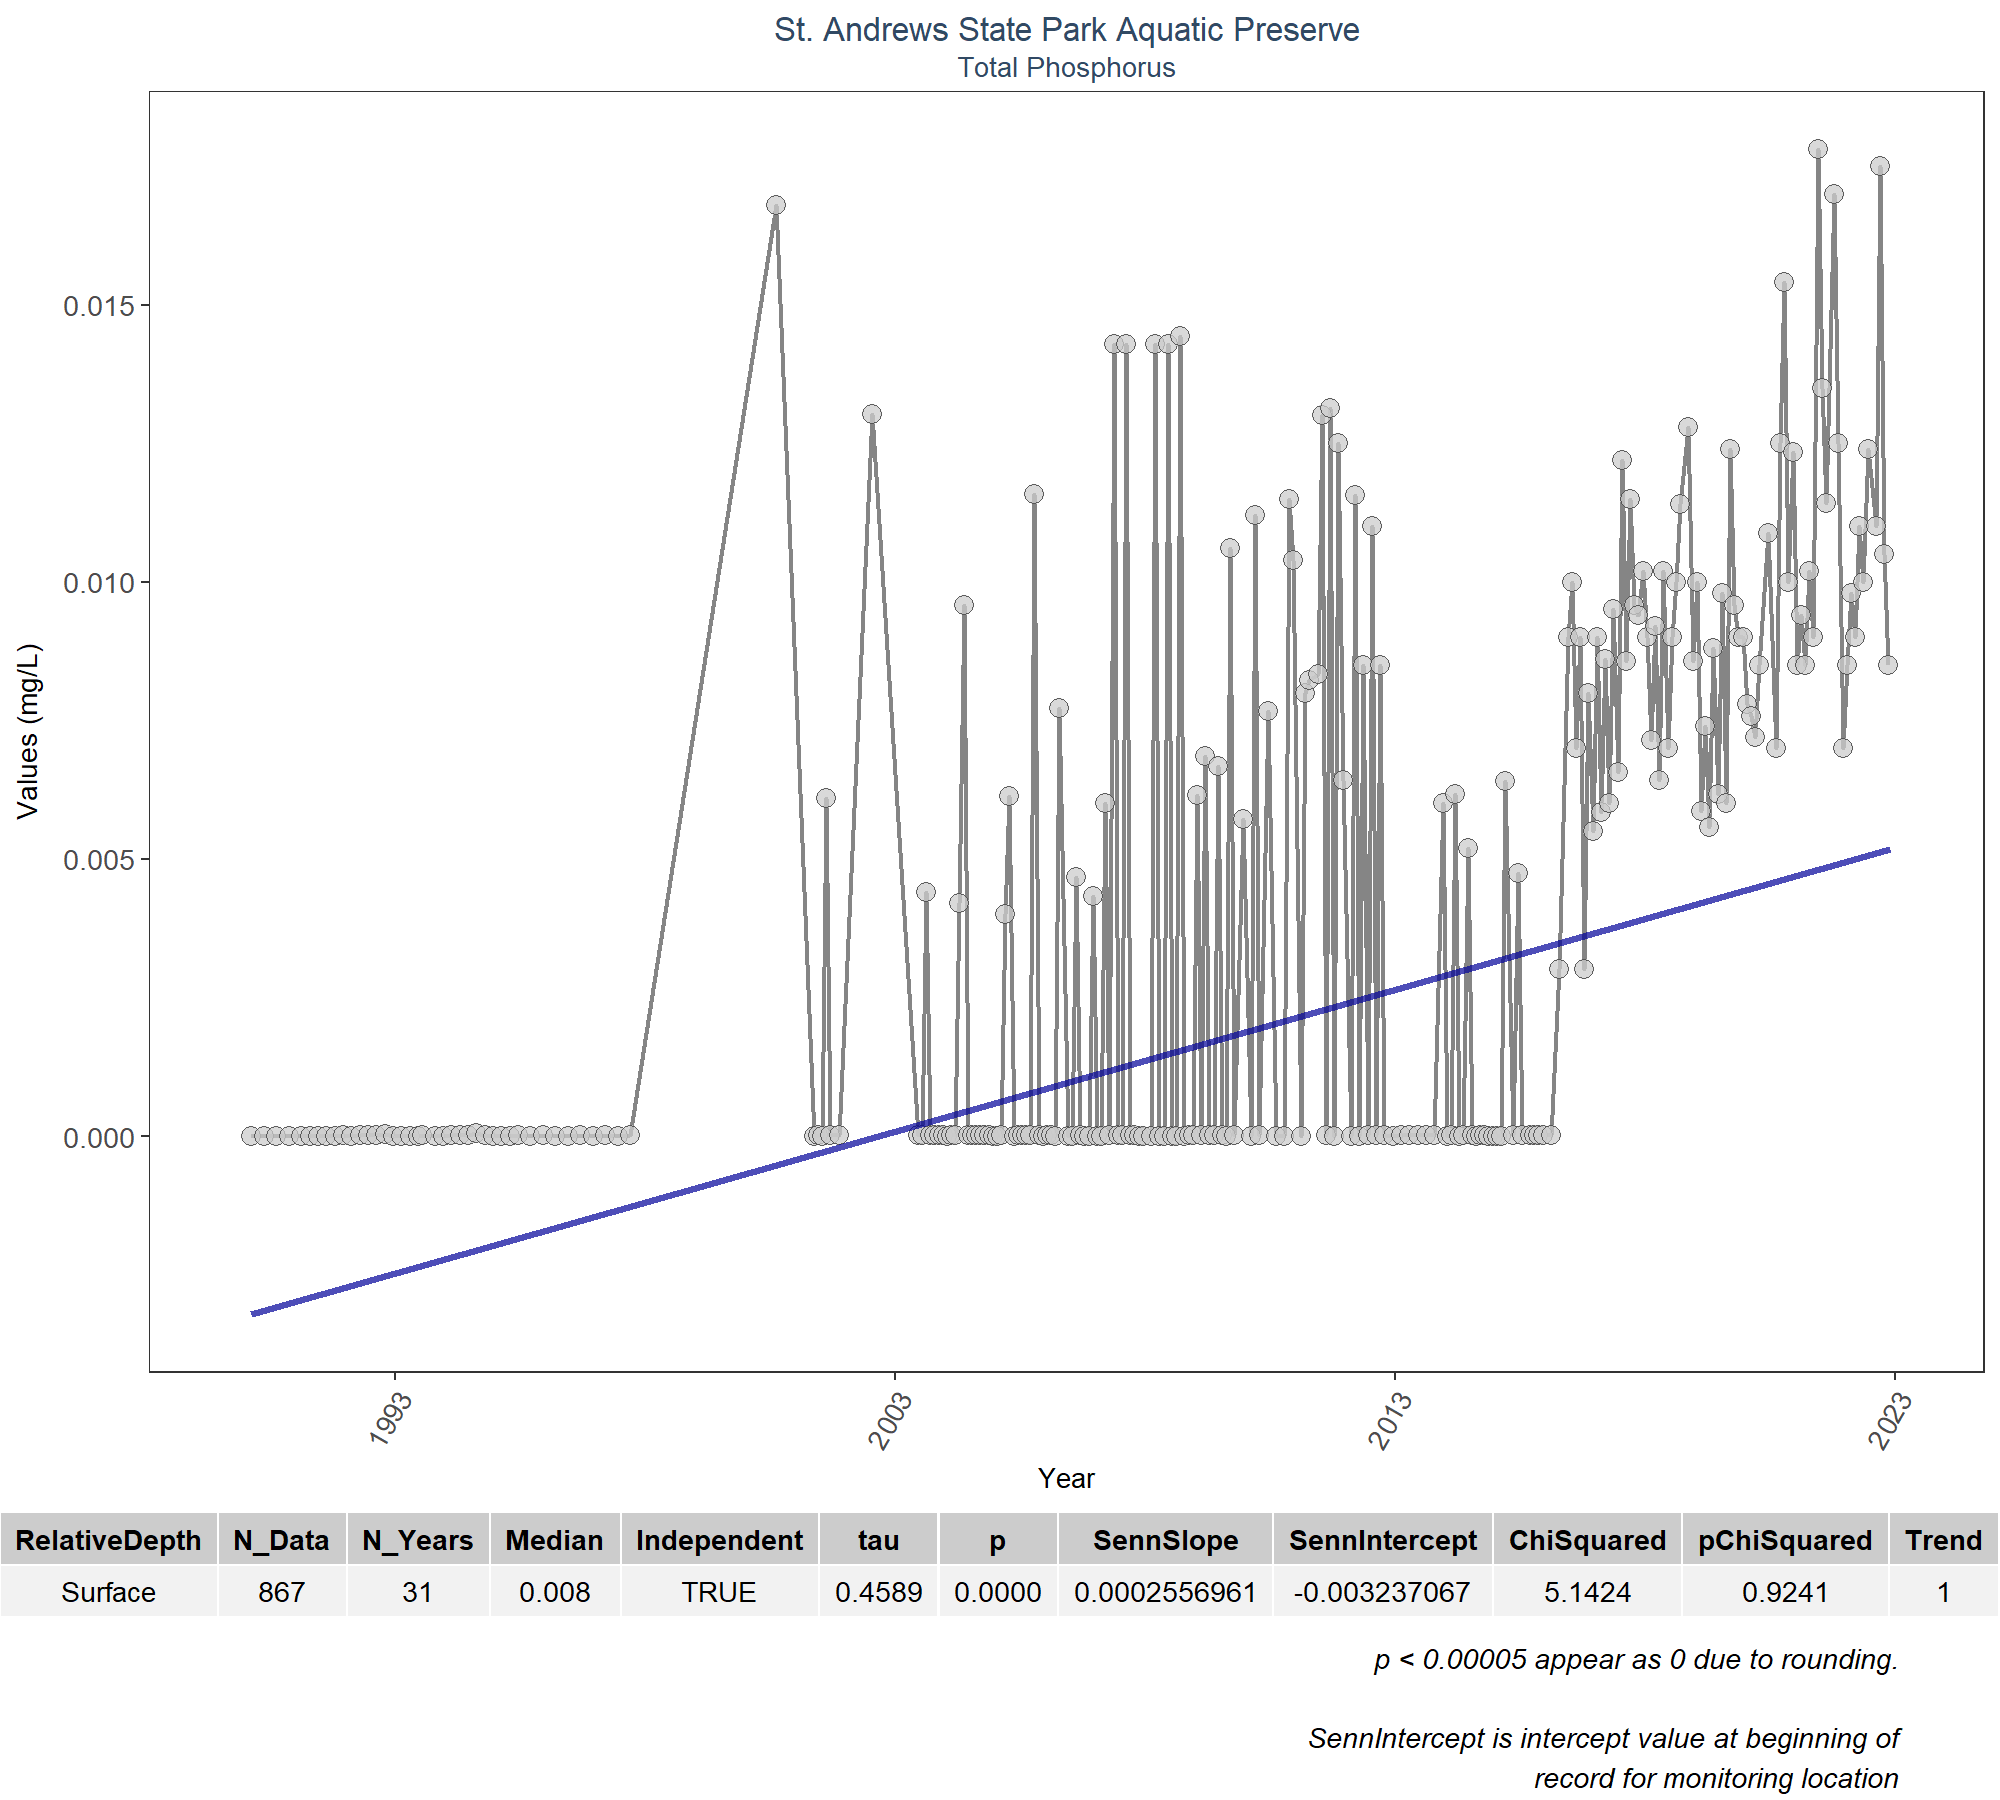 St. Andrews State Park Aquatic Preserve
Total Phosphorus
Values (mg/L)
0.015
0.010
0.005
0.000
1993 2003 2013 2023
Year
RelativeDepth N_Data N_Years Median Independent tau p SennSlope SennIntercept ChiSquared pChiSquared Trend
Surface 867 31 0.008 TRUE 0.4589 0.0000 0.0002556961 -0.003237067 5.1424 0.9241 1
p < 0.00005 appear as 0 due to rounding.
SennIntercept is intercept value at beginning of
record for monitoring location